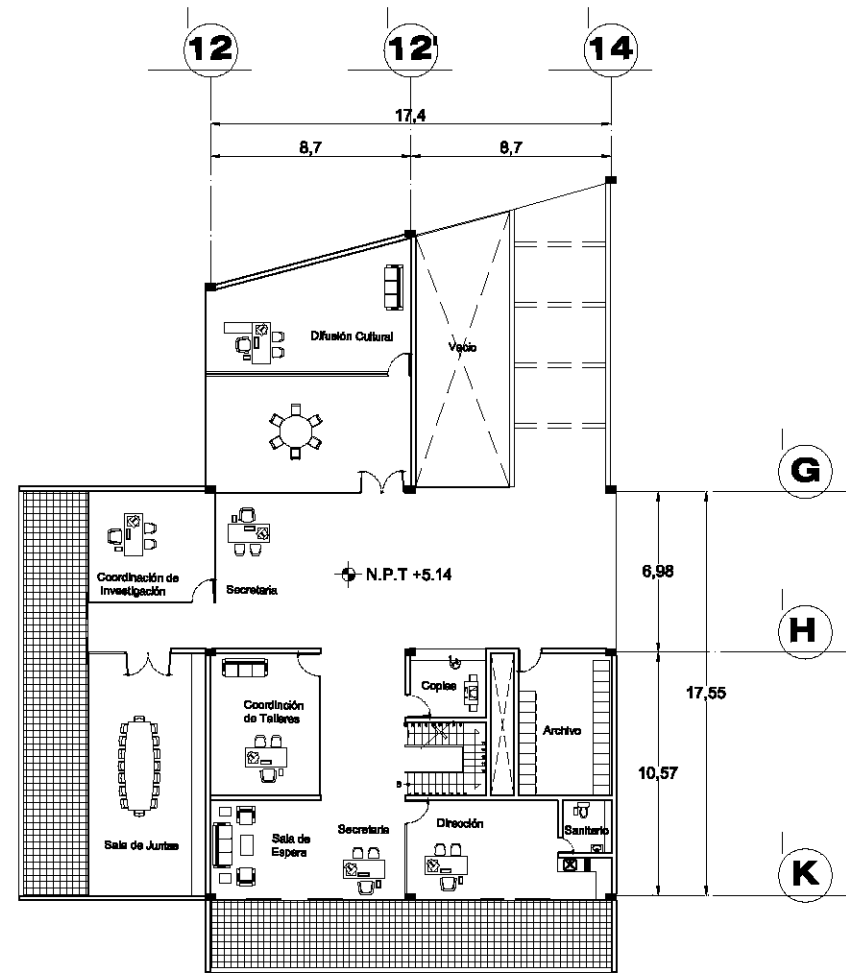 12
12'
14
17,4
8,7
8,7
Difusión Cultural
Vacio
G
Coordinación de
Investigación
Secretaria
N.P.T +5.14
6,98
H
Coordinción
de Talleres
Copias
17,55
Archivo
10,57
B
Sala de Juntas
Sala de
Espera
Secretaria
Dirección
Sanitario
K